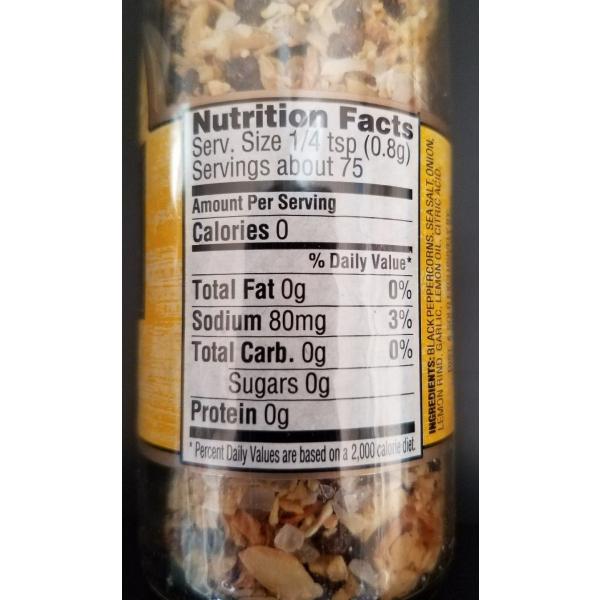 Nutrition Facts
Serv. Size 1/4 tsp (0.8g)
Servings about 75
Amount Per Serving
Calories 0
% Daily Value*
Total Fat 0g 0%
Sodium 80mg 3%
Total Carb. 0g 0%
Sugars 0g
Protein 0g
* Percent Daily Values are based on a 2,000 calorie diet.
INGREDIENTS: BLACK PEPPERCORNS, SEA SALT, ONION,
LEMON RIND, GARLIC, LEMON OIL, CITRIC ACID.